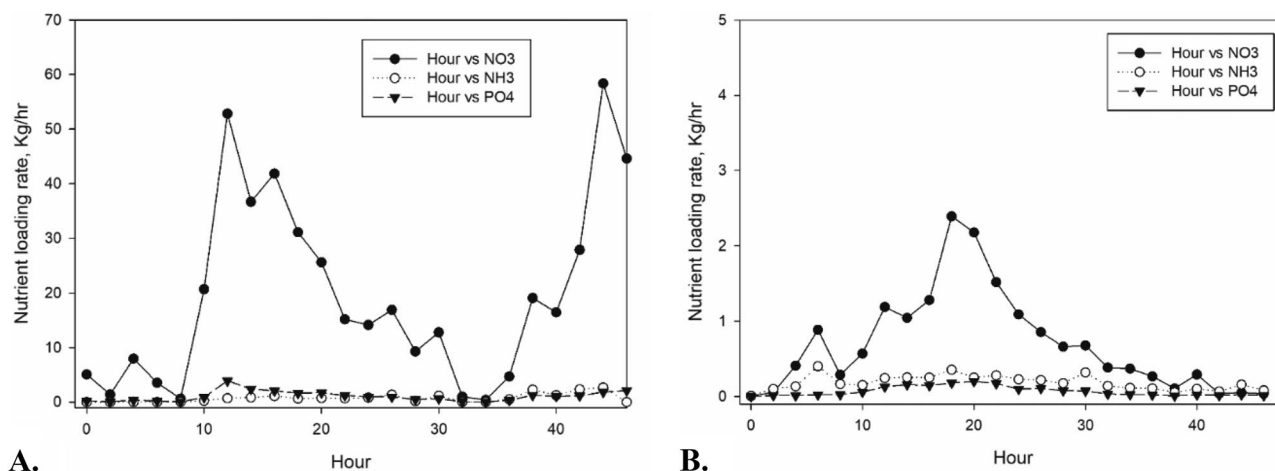 70
60
50
40
30
20
10
0
Nutrient loading rate, Kg/hr
Hour vs NO3
Hour vs NH3
Hour vs PO4
0 10 20 30 40
Hour
A.
5
4
3
2
1
0
Nutrient loading rate, Kg/hr
Hour vs NO3
Hour vs NH3
Hour vs PO4
0 10 20 30 40
Hour
B.